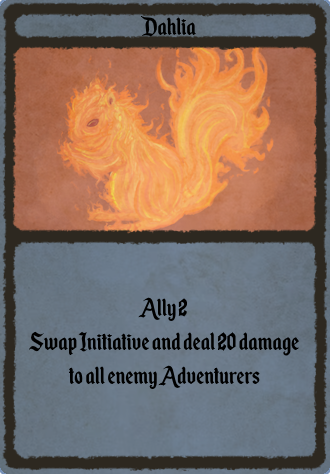 Dahlia
Ally 2
Swap Initiative and deal 20 damage
to all enemy Adventurers